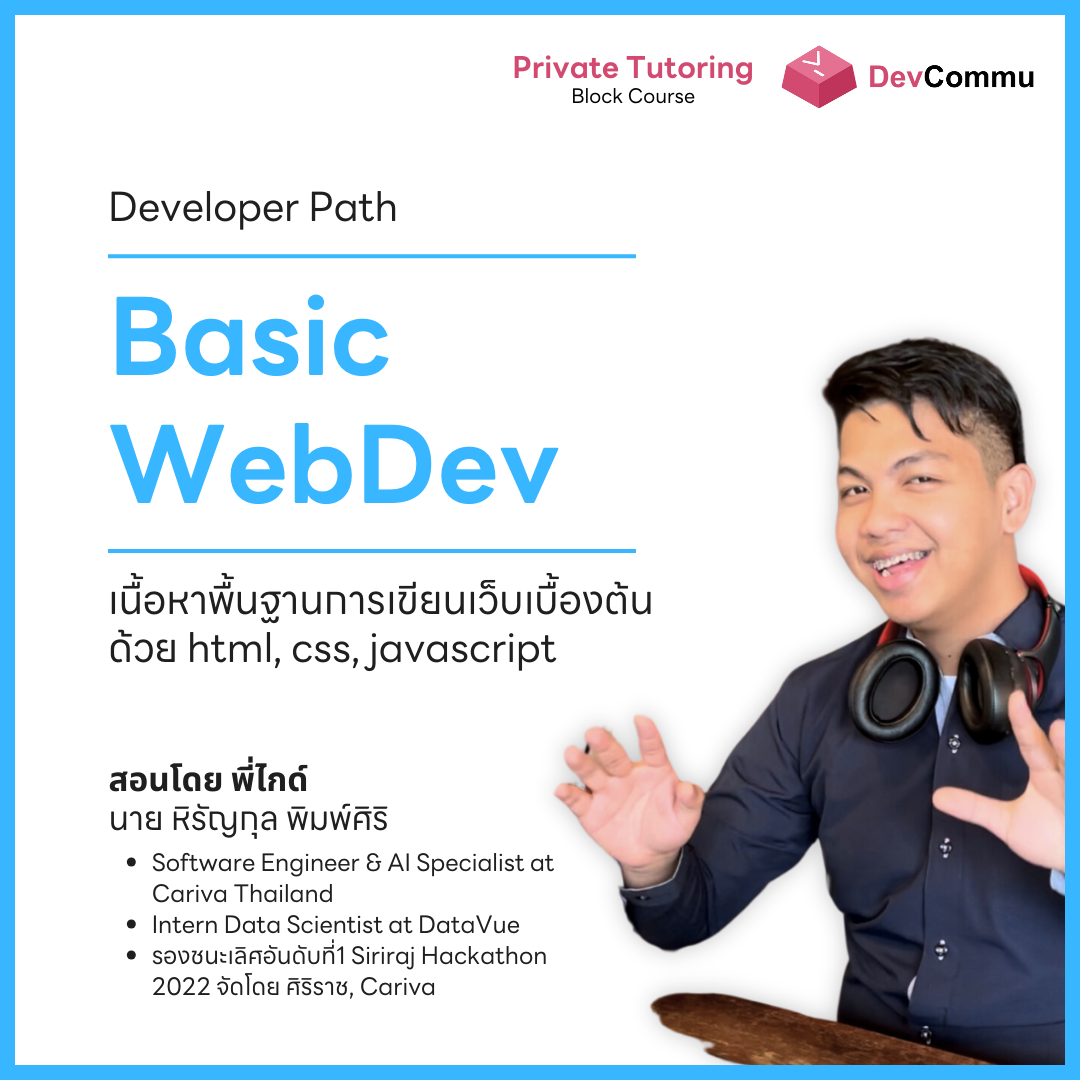 Private Tutoring
Block Course
DevCommu
Developer Path
Basic
WebDev
เนื้อหาพื้นฐานการเขียนเว็บเบื้องต้น
ด้วย html, css, javascript
สอนโดย พี่ไกด์
นาย หิรัญกุล พิมพ์ศิริ
• Software Engineer & AI Specialist at
Cariva Thailand
• Intern Data Scientist at DataVue
• รองชนะเลิศอันดับที่1 Siriraj Hackathon
2022 จัดโดย ศิริราช, Cariva